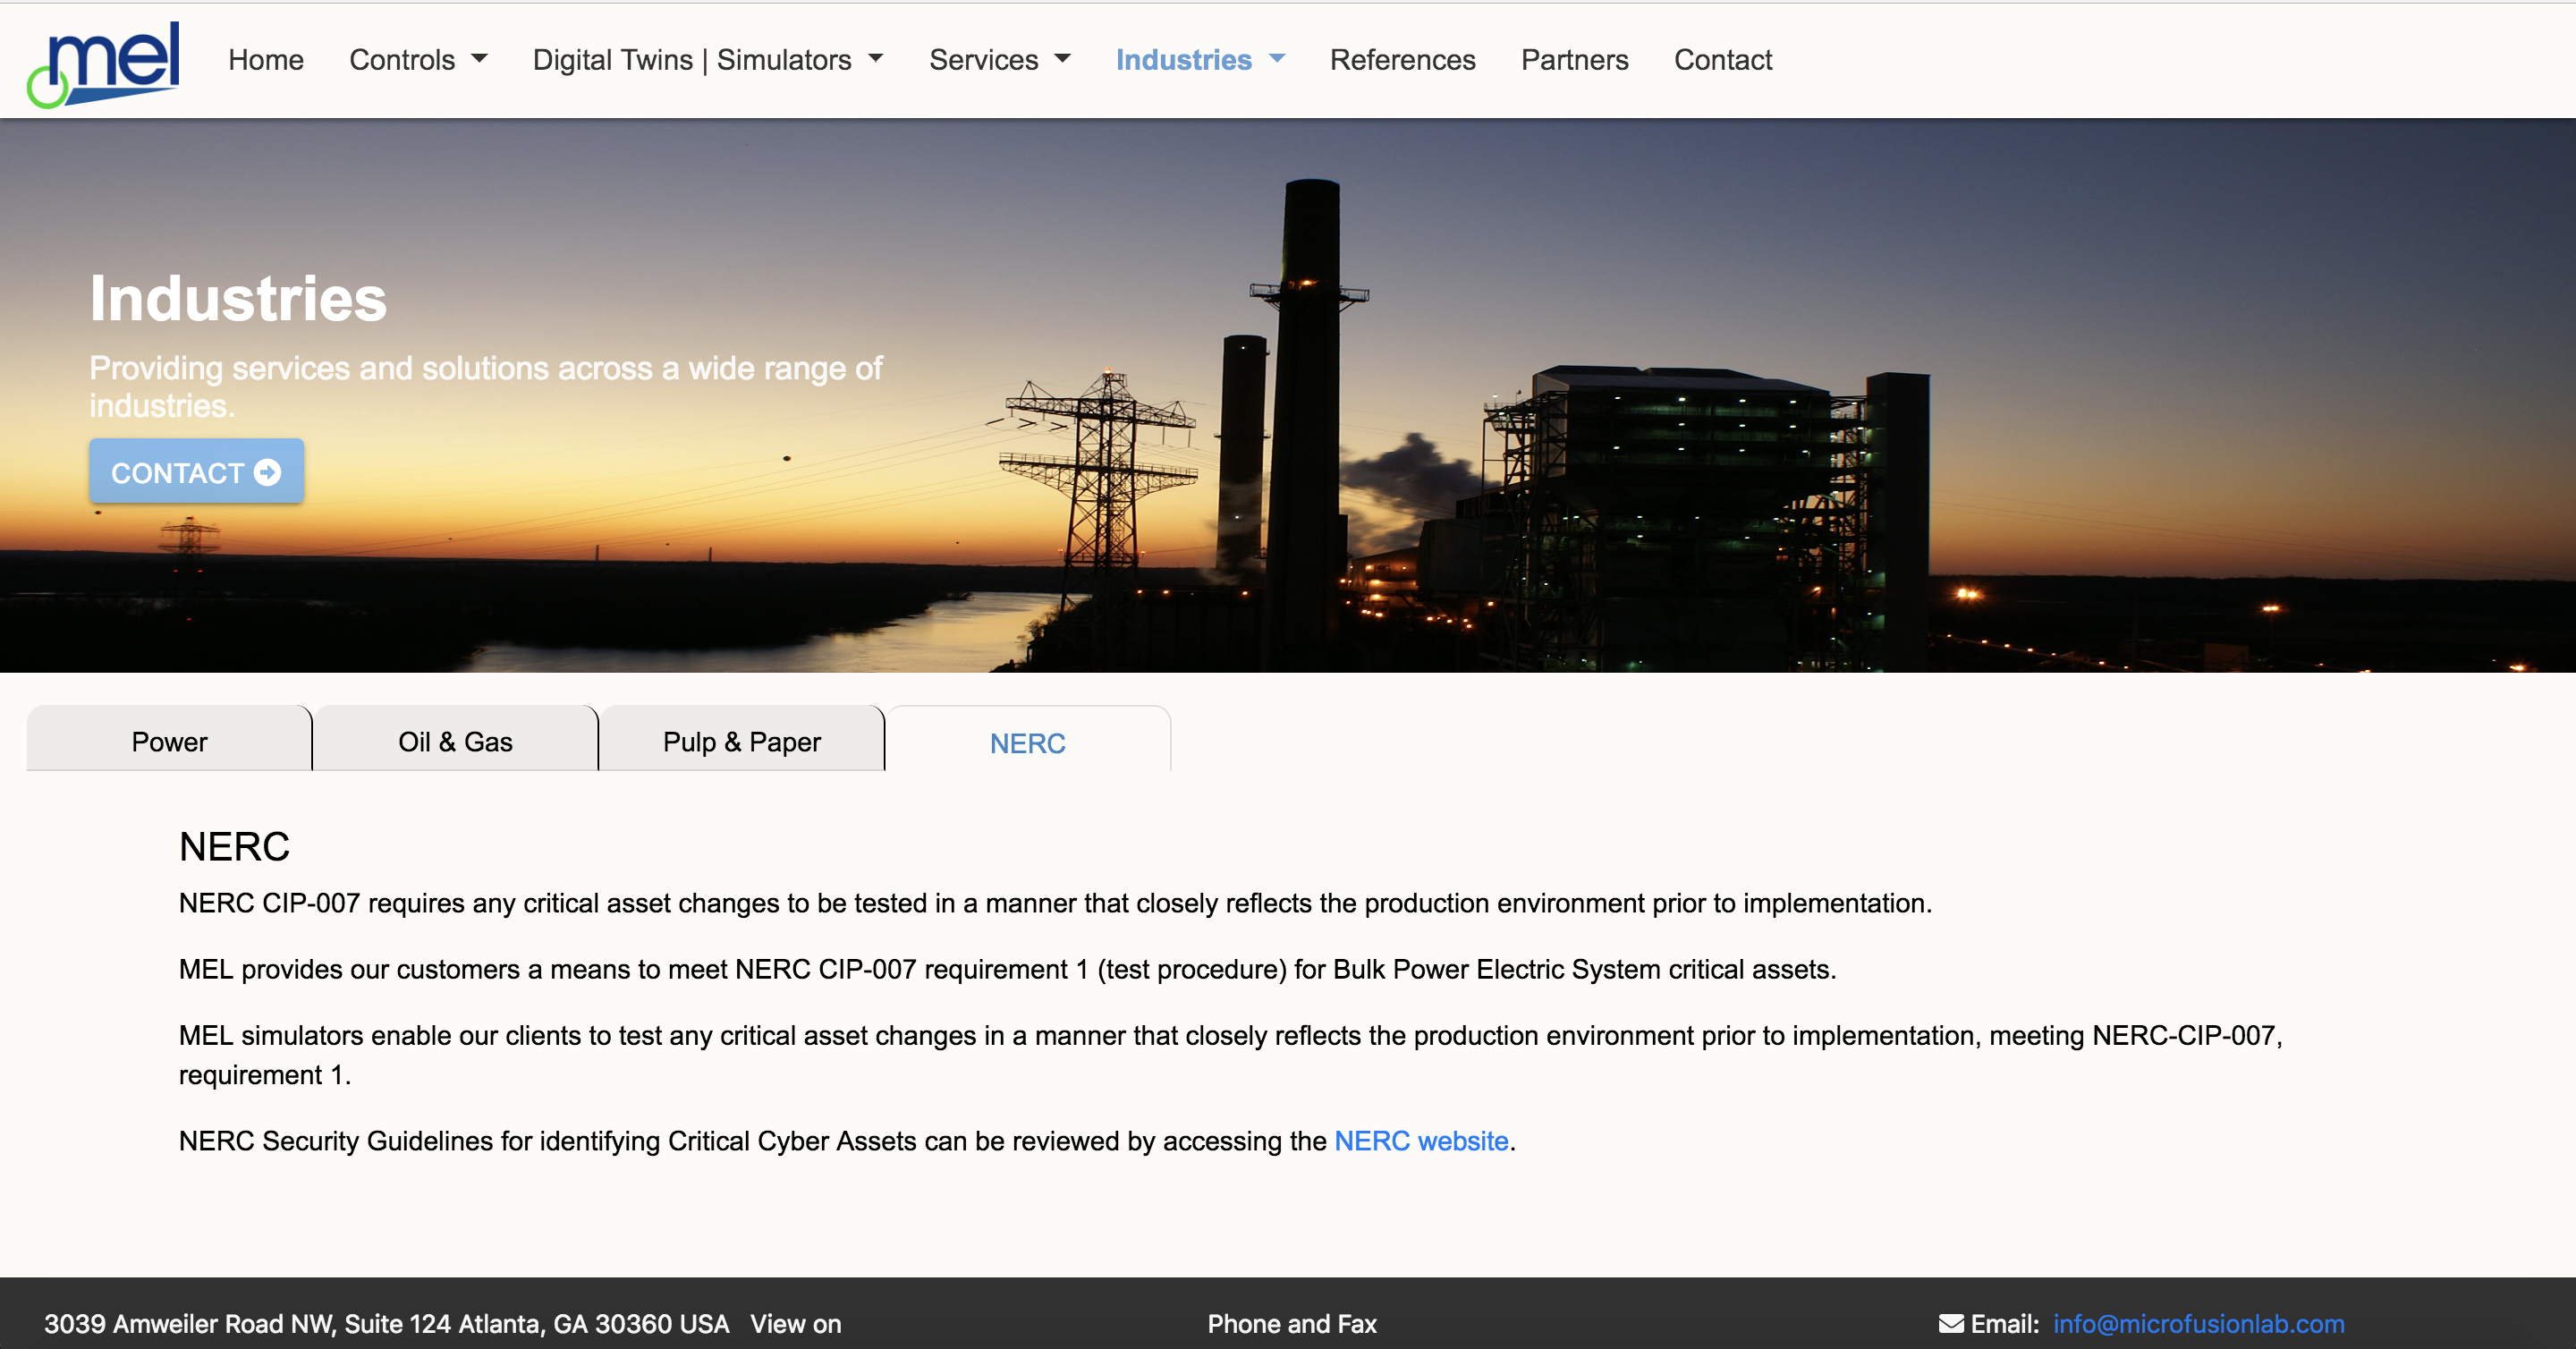 mel
Home Controls Digital Twins | Simulators Services Industries References Partners Contact
Industries
Providing services and solutions across a wide range of
industries.
CONTACT
Power Oil & Gas Pulp & Paper NERC
NERC
NERC CIP-007 requires any critical asset changes to be tested in a manner that closely reflects the production environment prior to implementation.
MEL provides our customers a means to meet NERC CIP-007 requirement 1 (test procedure) for Bulk Power Electric System critical assets.
MEL simulators enable our clients to test any critical asset changes in a manner that closely reflects the production environment prior to implementation, meeting NERC-CIP-007,
requirement 1.
NERC Security Guidelines for identifying Critical Cyber Assets can be reviewed by accessing the NERC website.
3039 Amweiler Road NW, Suite 124 Atlanta, GA 30360 USA View on
Phone and Fax
Email: info@microfusionlab.com